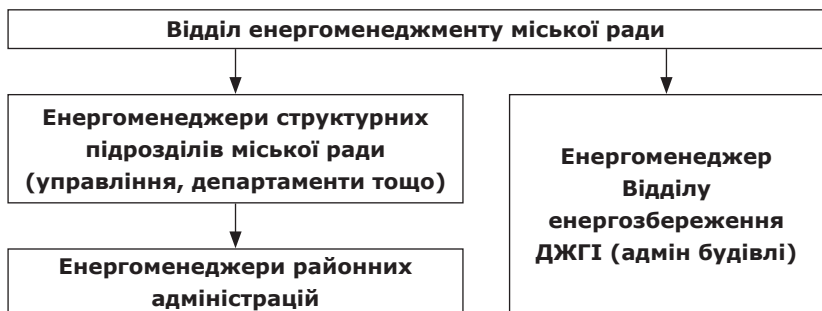 Відділ енергоменеджменту міської ради
Енергоменеджери структурних
підрозділів міської ради
(управління, департаменти тощо)
Енергоменеджери районних
адміністрацій
Енергоменеджер
Відділу
енергозбереження
ДЖГІ (адмін будівлі)